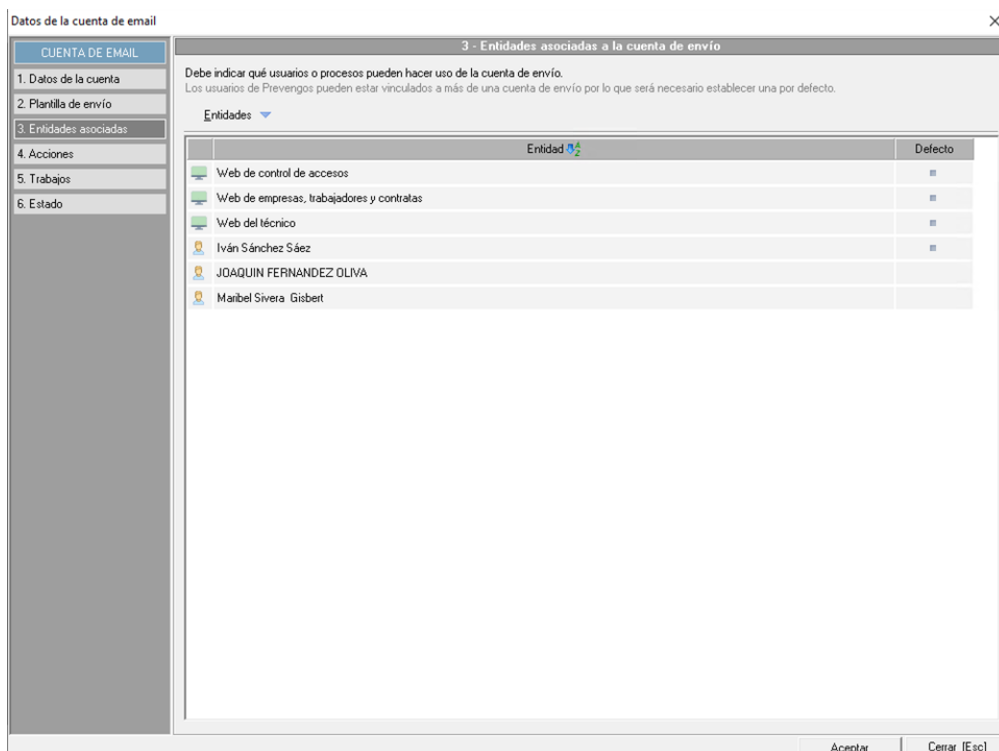 Datos de la cuenta de email
CUENTA DE EMAIL
1. Datos de la cuenta
2. Plantilla de envío
3. Entidades asociadas
4. Acciones
5. Trabajos
6. Estado
3 - Entidades asociadas a la cuenta de envío
Debe indicar qué usuarios o procesos pueden hacer uso de la cuenta de envío.
Los usuarios de Prevengos pueden estar vinculados a más de una cuenta de envío por lo que será necesario establecer una por defecto.
Entidades
Entidad Defecto
Web de control de accesos
Web de empresas, trabajadores y contratas
Web del técnico
Iván Sánchez Sáez
JOAQUIN FERNANDEZ OLIVA
Maribel Sivera Gisbert
Aceptar Cerrar [Esc]